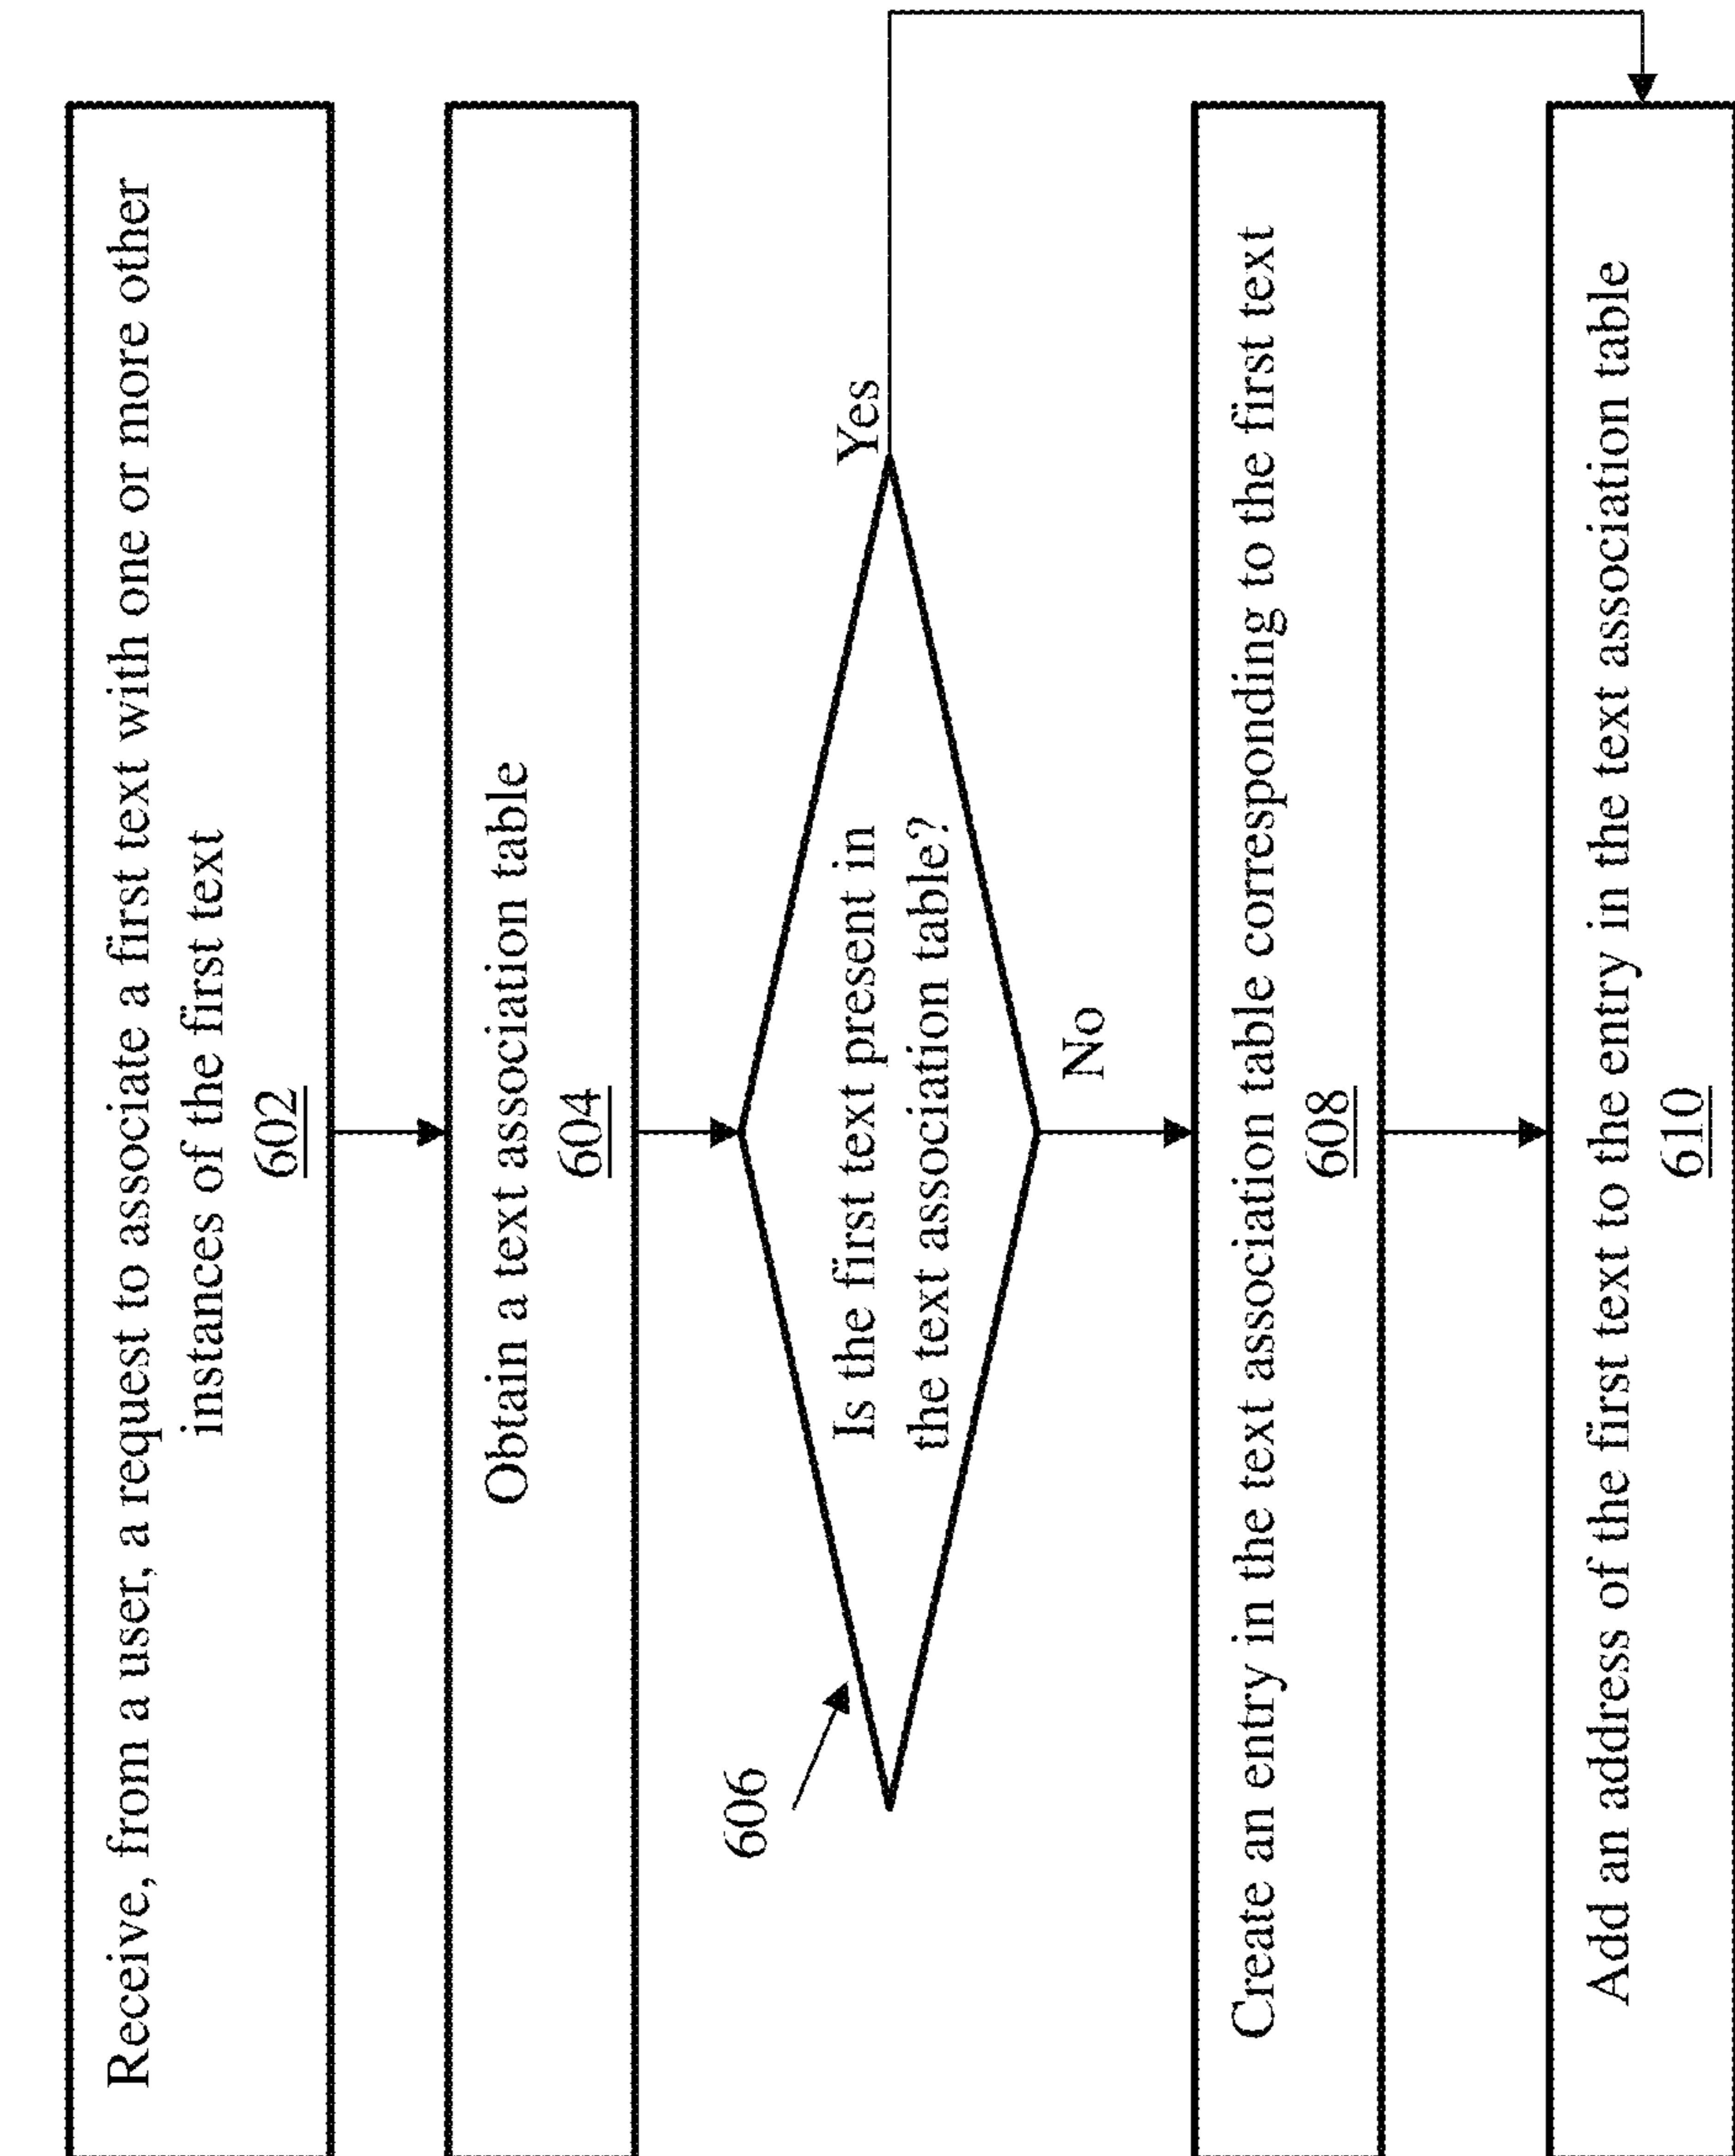 Receive, from a user, a request to associate a first text with one or more other
instances of the first text
602
Obtain a text association table
604
606
Is the first text present in
the text association table?
Yes
No
Create an entry in the text association table corresponding to the first text
608
Add an address of the first text to the entry in the text association table
610